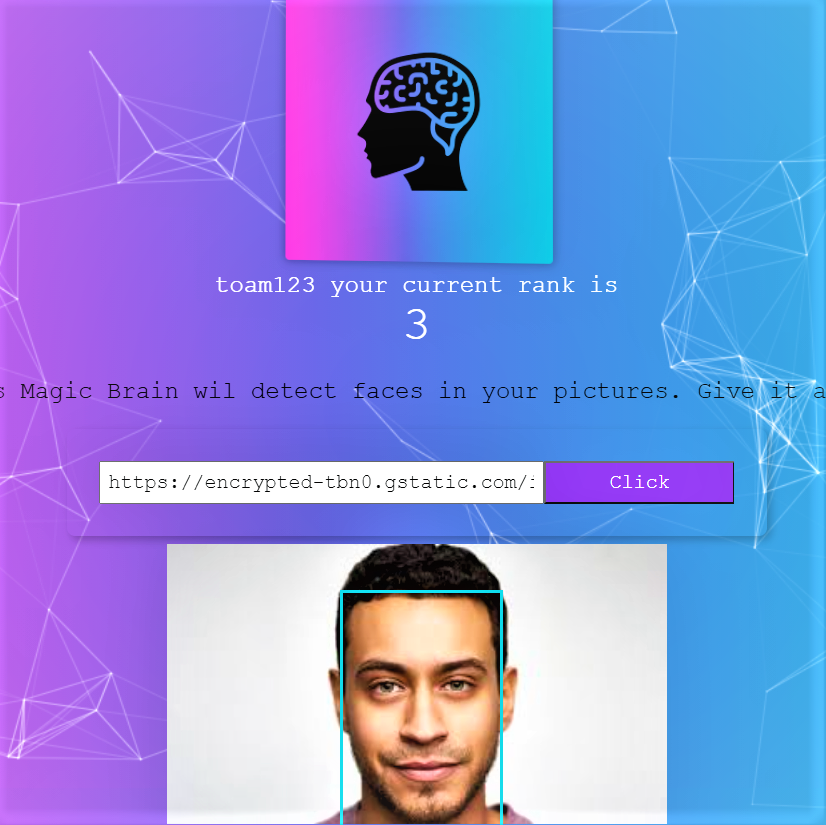 toam123 your current rank is
3
s Magic Brain wil detect faces in your pictures. Give it a
https://encrypted-tbn0.gstatic.com/i
Click